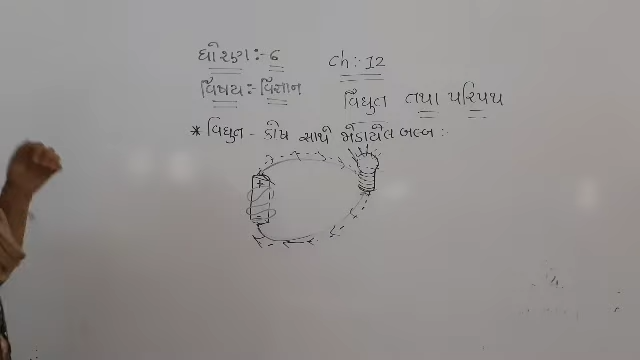 ધોરણ:- 6
ch:- 12
વિષય:- વિજ્ઞાન
વિધુત તથા પરિપથ
* વિધુત - કોષ સાથે જોડાયેલ બલ્બ :-
+
-